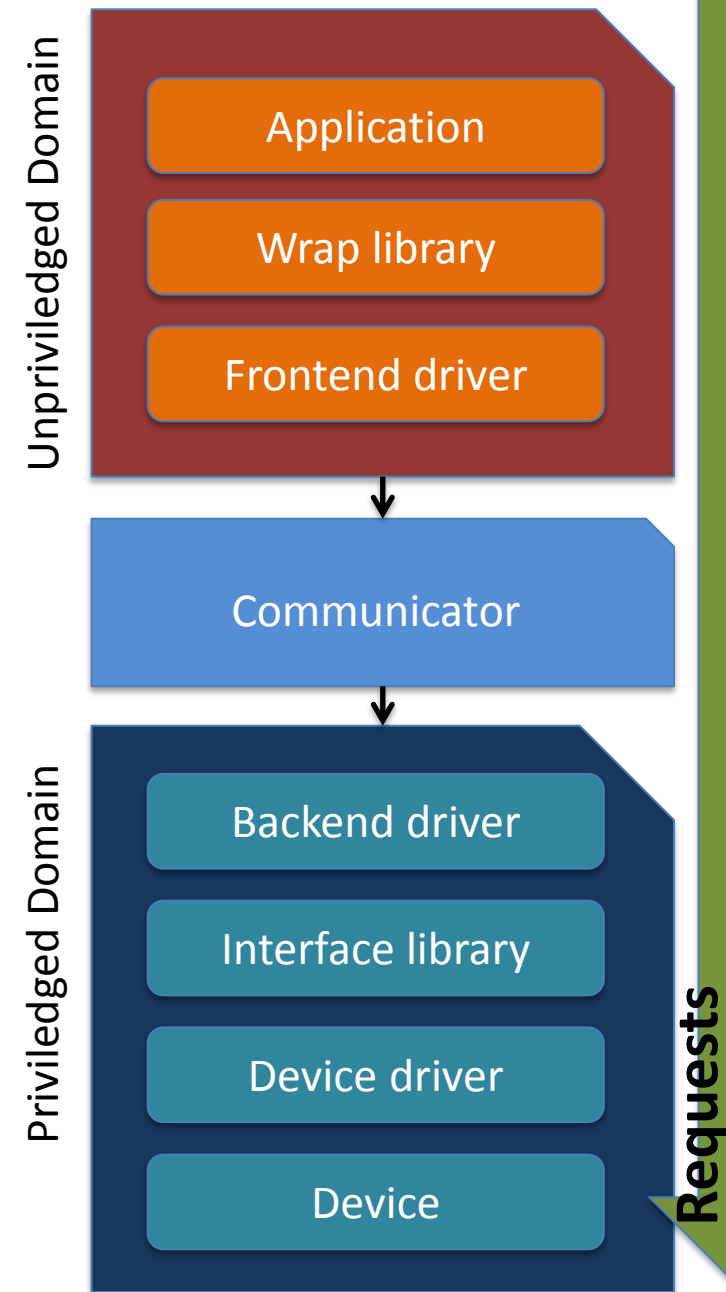 Unpriviledged Domain
Application
Wrap library
Frontend driver
Communicator
Priviledged Domain
Backend driver
Interface library
Device driver
Device
Requests